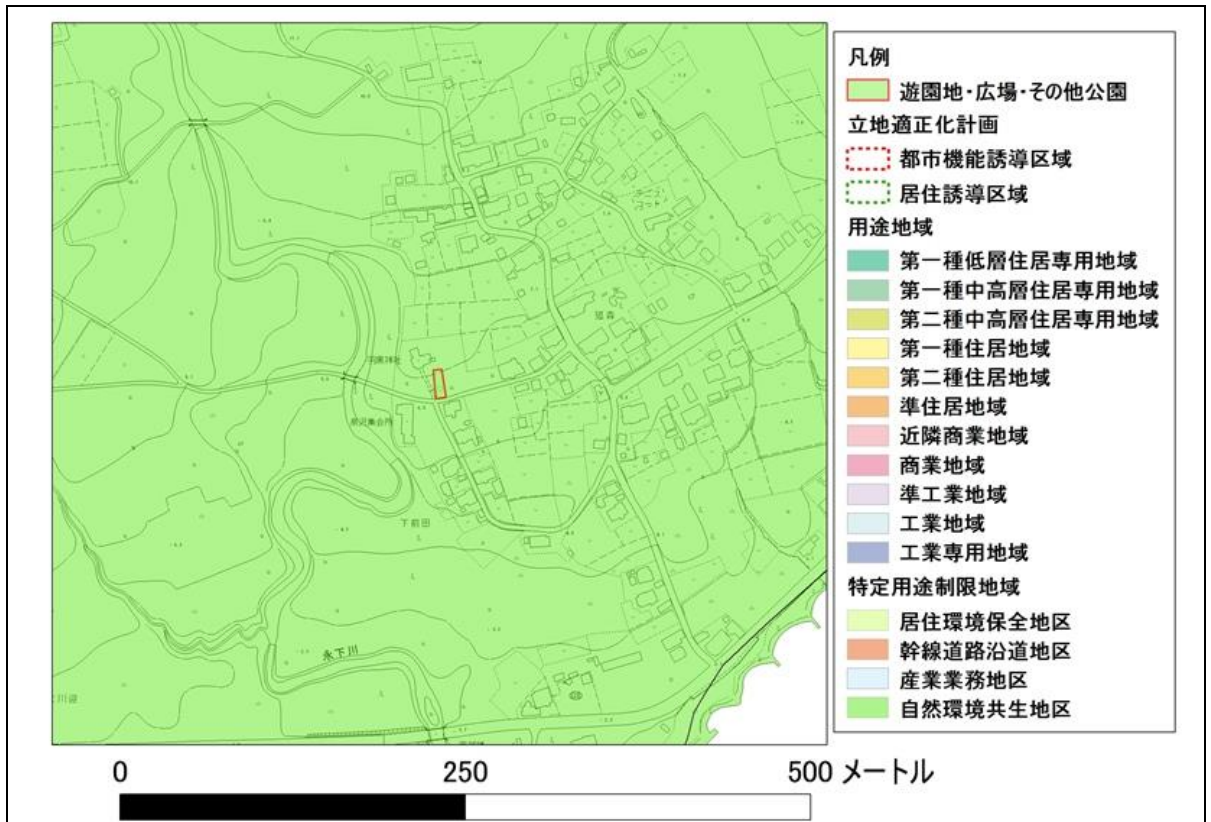 凡例
遊園地・広場・その他公園
立地適正化計画
都市機能誘導区域
居住誘導区域
用途地域
第一種低層住居専用地域
第一種中高層住居専用地域
第二種中高層住居専用地域
第一種住居地域
第二種住居地域
準住居地域
近隣商業地域
商業地域
準工業地域
工業地域
工業専用地域
特定用途制限地域
居住環境保全地区
幹線道路沿道地区
産業業務地区
自然環境共生地区
下前田
永下川
0 250 500 メートル